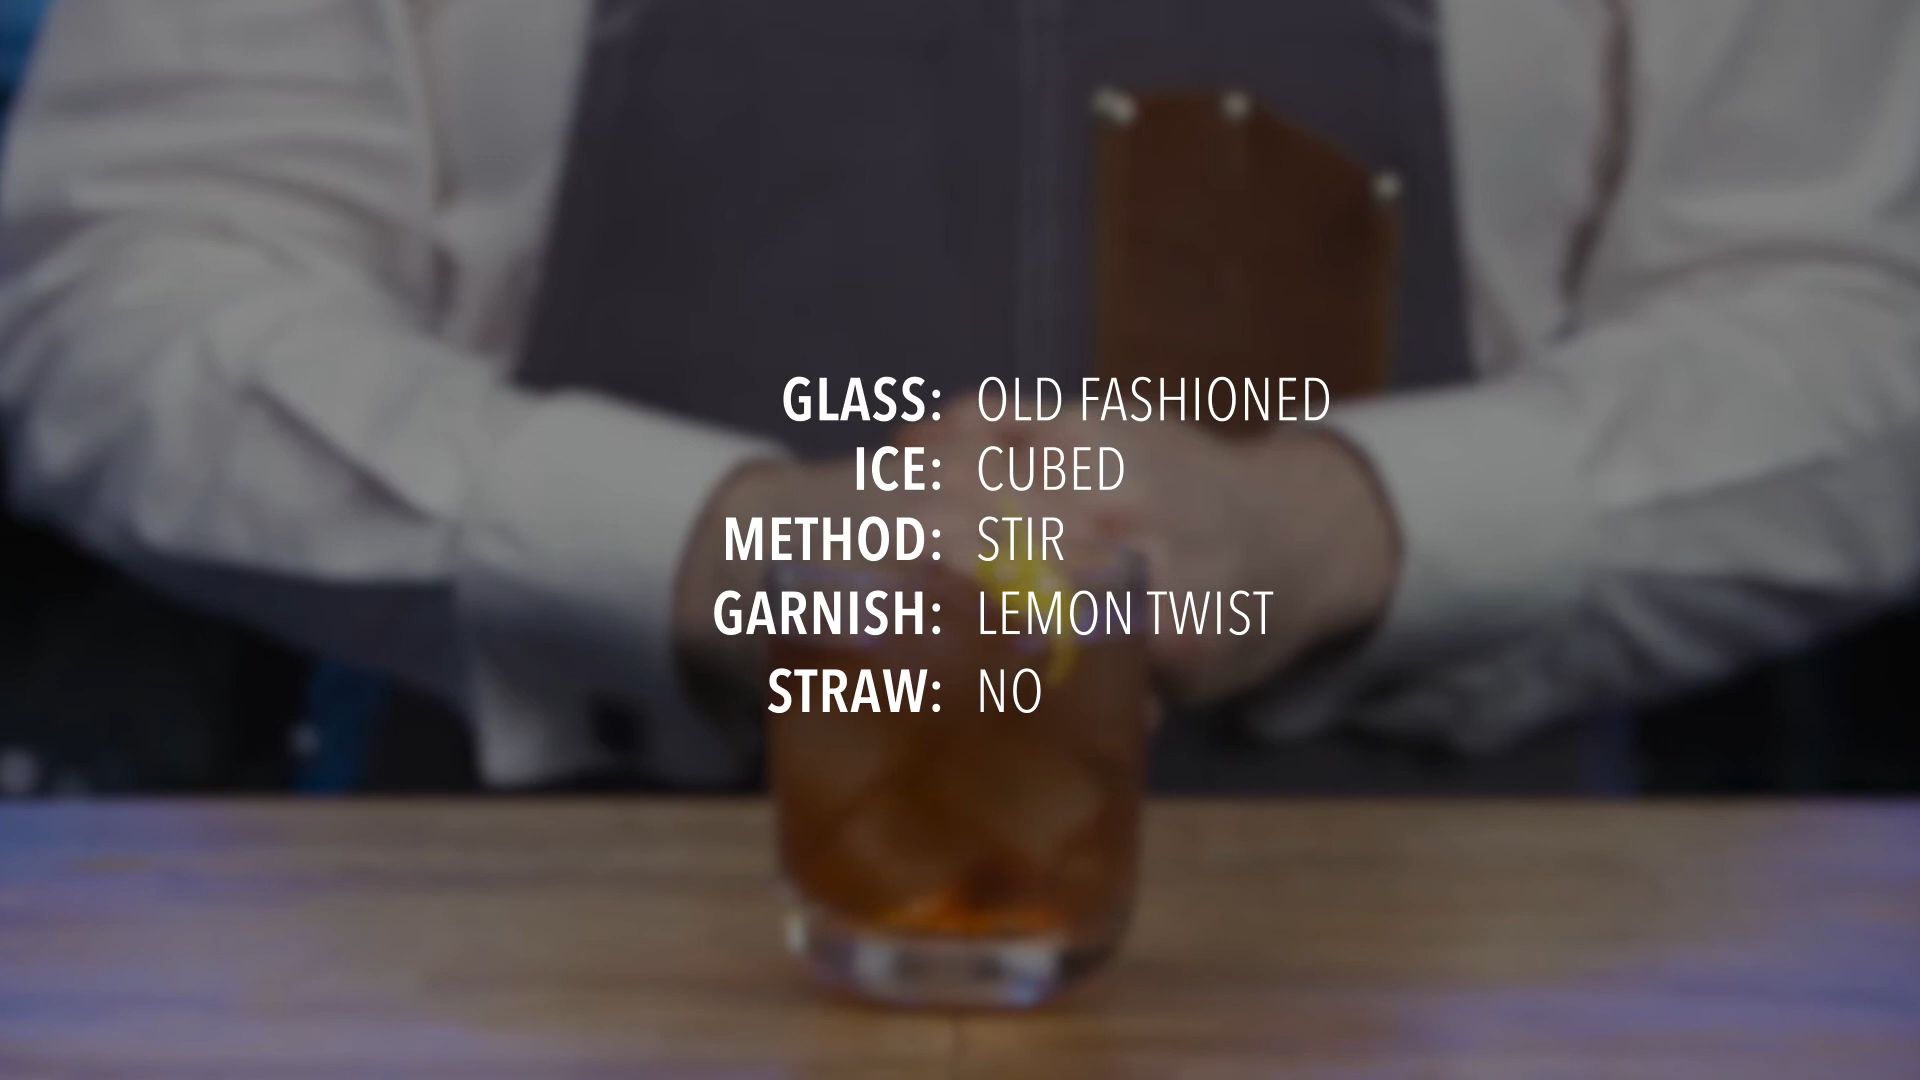 GLASS: OLD FASHIONED
ICE: CUBED
METHOD: STIR
GARNISH: LEMON TWIST
STRAW: NO